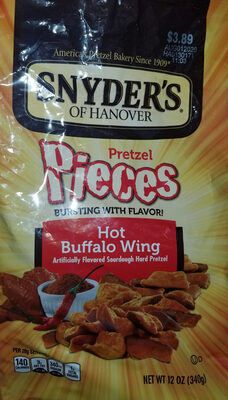 $3.89
American Pretzel Bakery Since 1909®
SNYDER'S®
OF HANOVER
Pretzel
Pieces
BURSTING WITH FLAVOR!
Hot
Buffalo Wing
Artificially Flavored Sourdough Hard Pretzel
140
NET WT 12 OZ (340g)